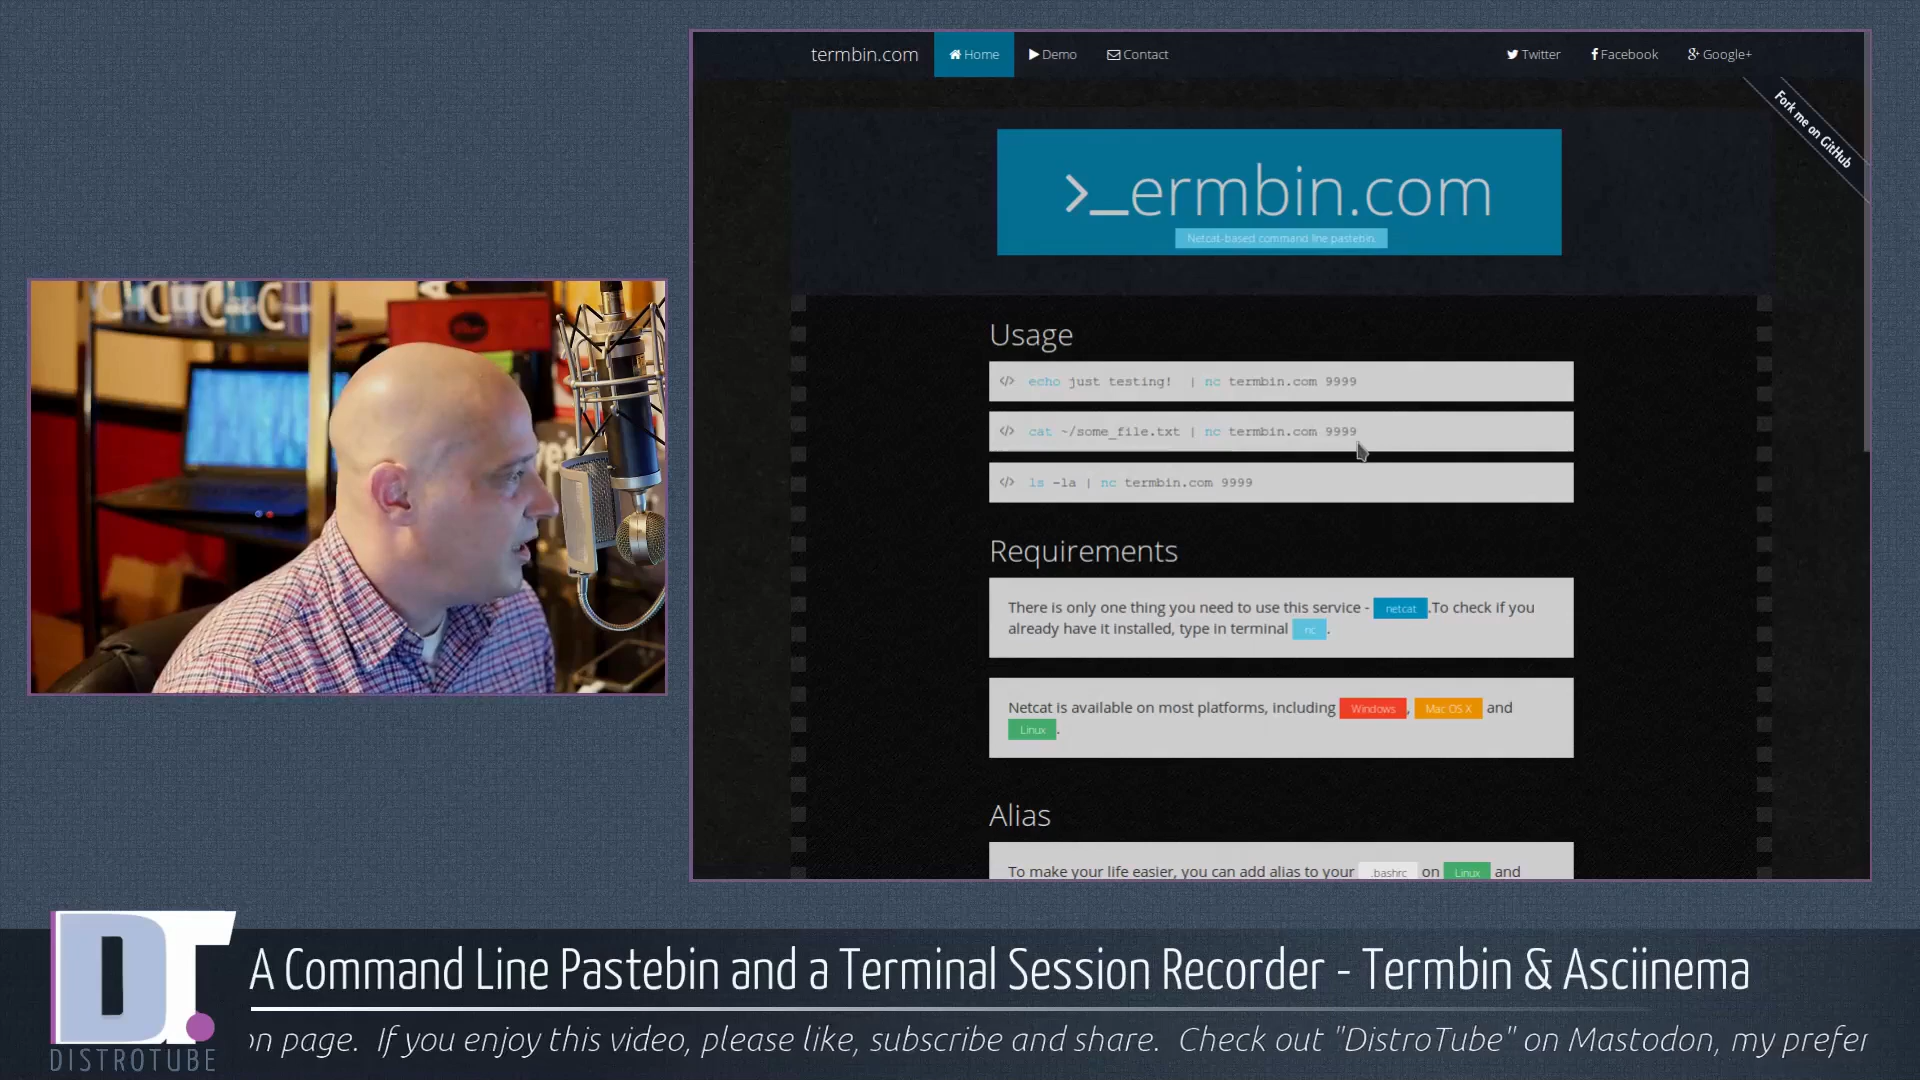 termbin.com
Home
Demo
Contact
Twitter
Facebook
Google+
Fork me on GitHub
>_ermbin.com
Netcat-based command line pastebin.
Usage
</> echo just testing! | nc termbin.com 9999
</> cat ~/some_file.txt | nc termbin.com 9999
</> ls -la | nc termbin.com 9999
Requirements
There is only one thing you need to use this service - netcat .To check if you
already have it installed, type in terminal nc .
Netcat is available on most platforms, including Windows , Mac OS X and
Linux .
Alias
To make your life easier, you can add alias to your .bashrc on Linux and
DT
DISTROTUBE
A Command Line Pastebin and a Terminal Session Recorder - Termbin & Asciinema
on page. If you enjoy this video, please like, subscribe and share. Check out "DistroTube" on Mastodon, my prefer